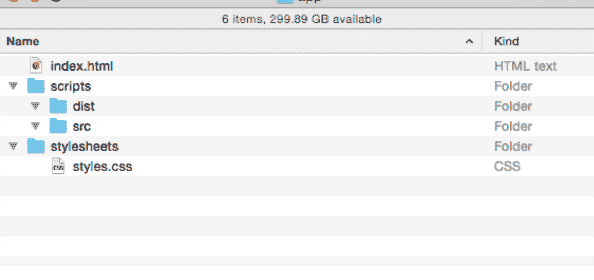 app
6 items, 299.89 GB available
Name Kind
index.html HTML text
scripts Folder
dist Folder
src Folder
stylesheets Folder
styles.css CSS